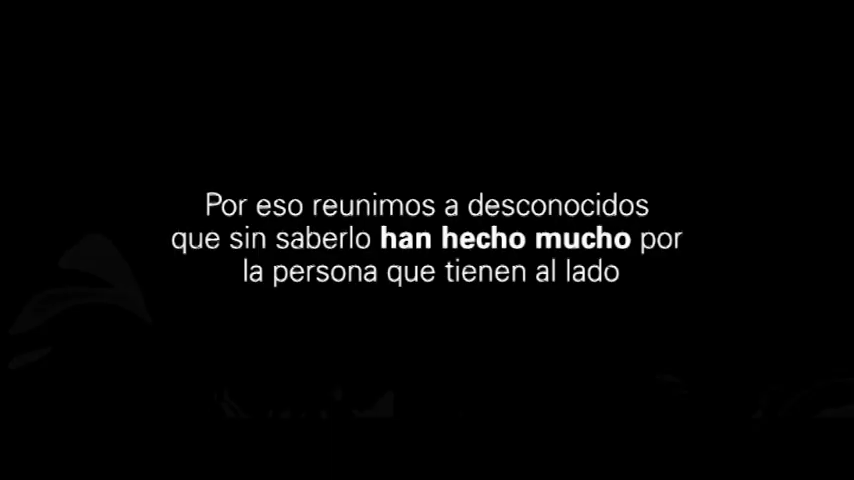 Por eso reunimos a desconocidos
que sin saberlo han hecho mucho por
la persona que tienen al lado